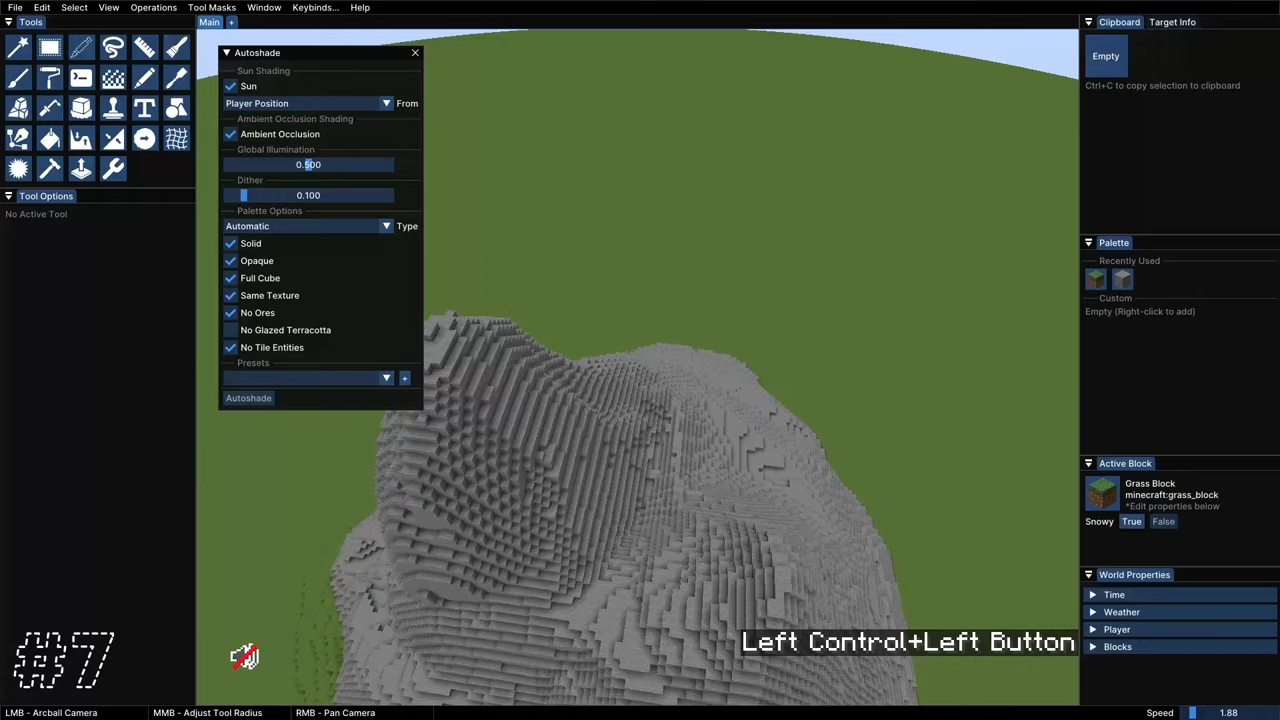 File Edit View Select Operations Tool Masks Window Keybinds... Help
Tools
Main +
Autoshade
Sun Shading
Sun
Player Position From
Ambient Occlusion Shading
Ambient Occlusion
Global Illumination
0.500
Dither
0.100
Palette Options
Automatic Type
Solid
Opaque
Full Cube
Same Texture
No Ores
No Glazed Terracotta
No Tile Entities
Presets
+
Autoshade
Tool Options
No Active Tool
Clipboard Target Info
Empty
Ctrl+C to copy selection to clipboard
Palette
Recently Used
Custom
Empty (Right-click to add)
Active Block
Grass Block
minecraft:grass_block
*Edit properties below
Snowy True False
World Properties
Time
Weather
Player
Blocks
#7
Left Control+Left Button
LMB - Arcball Camera MMB - Adjust Tool Radius RMB - Pan Camera Speed 1.88